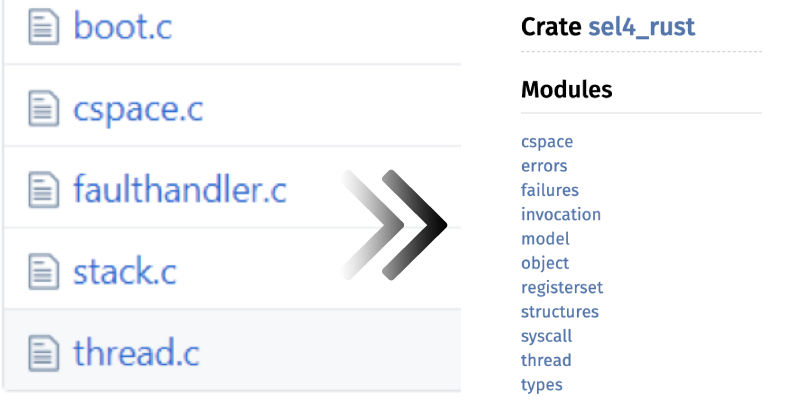 boot.c
cspace.c
faulthandler.c
stack.c
thread.c
Crate sel4_rust
Modules
cspace
errors
failures
invocation
model
object
registerset
structures
syscall
thread
types